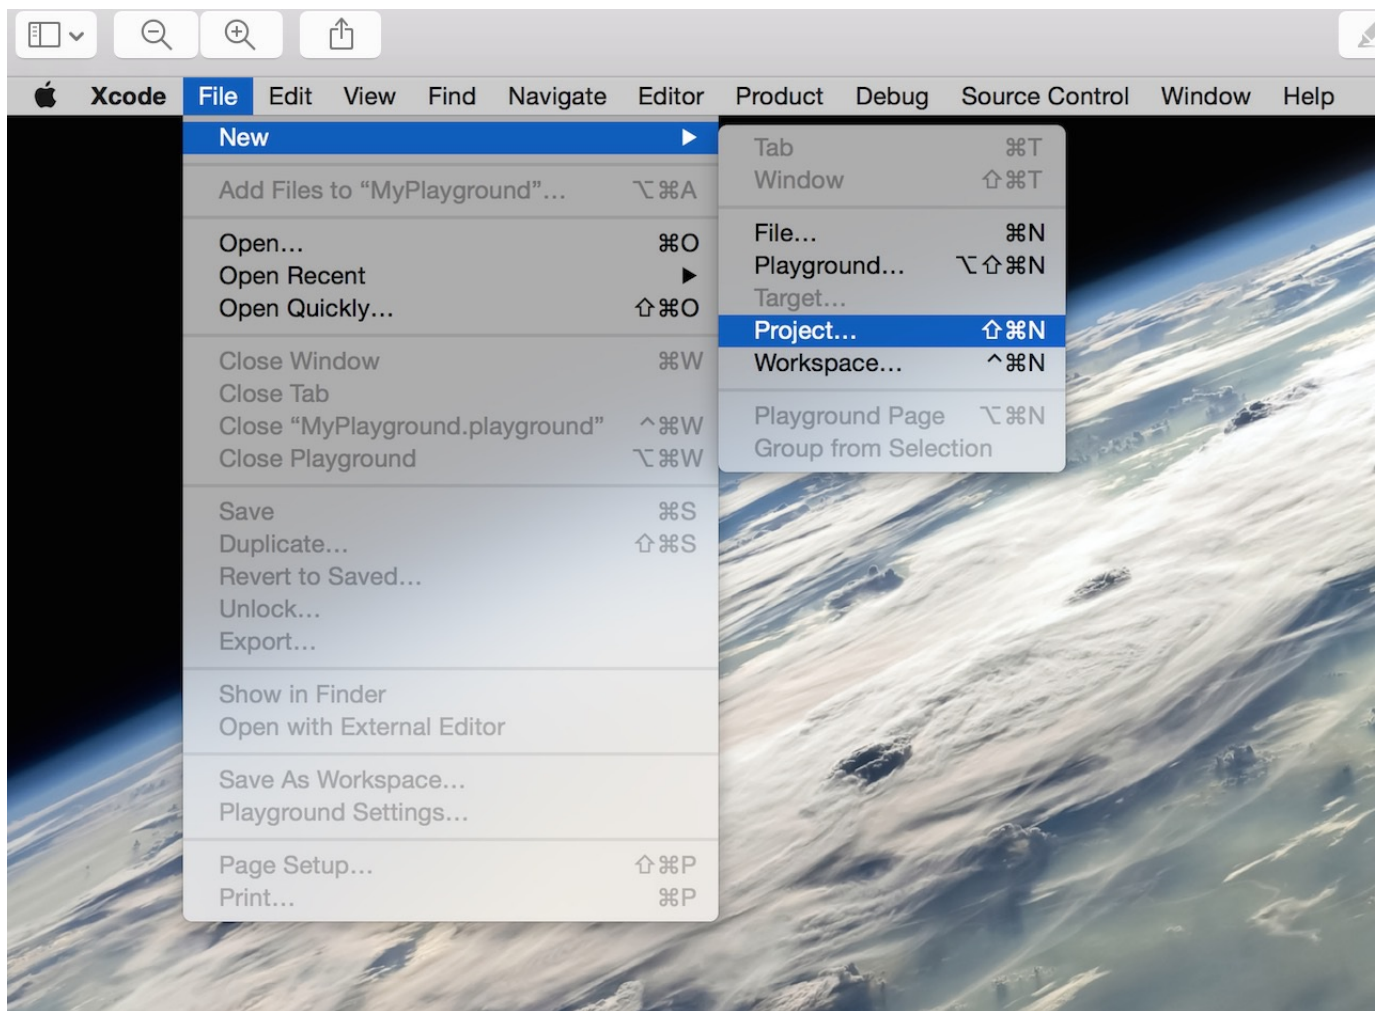 Xcode File Edit View Find Navigate Editor Product Debug Source Control Window Help
New ▶
Add Files to “MyPlayground”… ⌥⌘A
Open… ⌘O
Open Recent ▶
Open Quickly… ⇧⌘O
Close Window ⌘W
Close Tab
Close “MyPlayground.playground” ^⌘W
Close Playground ⌥⌘W
Save ⌘S
Duplicate… ⇧⌘S
Revert to Saved…
Unlock…
Export…
Show in Finder
Open with External Editor
Save As Workspace…
Playground Settings…
Page Setup… ⇧⌘P
Print… ⌘P
Tab ⌘T
Window ⇧⌘T
File… ⌘N
Playground… ⌥⇧⌘N
Target…
Project… ⇧⌘N
Workspace… ^⌘N
Playground Page ⌥⌘N
Group from Selection